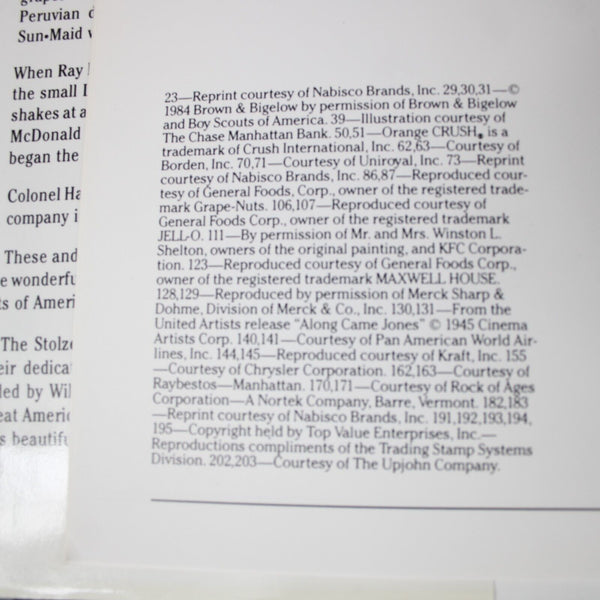 Peruvian
Sun-Maid
When Ray
the small
shakes at a
McDonald
began the
Colonel Ha
company i
These and
e wonderfu
ts of Ameri
The Stolze
eir dedica
led by Wil
eat Americ
s beautifu
23—Reprint courtesy of Nabisco Brands, Inc. 29,30,31—©
1984 Brown & Bigelow by permission of Brown & Bigelow
and Boy Scouts of America. 39—Illustration courtesy of
The Chase Manhattan Bank. 50,51—Orange CRUSH® is a
trademark of Crush International, Inc. 62,63—Courtesy of
Borden, Inc. 70,71—Courtesy of Uniroyal, Inc. 73—Reprint
courtesy of Nabisco Brands, Inc. 86,87—Reproduced cour-
tesy of General Foods, Corp., owner of the registered trade-
mark Grape-Nuts. 106,107—Reproduced courtesy of
General Foods Corp., owner of the registered trademark
JELL-O. 111—By permission of Mr. and Mrs. Winston L.
Shelton, owners of the original painting, and KFC Corpora-
tion. 123—Reproduced courtesy of General Foods Corp.,
owner of the registered trademark MAXWELL HOUSE.
128,129—Reproduced by permission of Merck Sharp &
Dohme, Division of Merck & Co., Inc. 130,131—From the
United Artists release "Along Came Jones" © 1945 Cinema
Artists Corp. 140,141—Courtesy of Pan American World Air-
lines, Inc. 144,145—Reproduced courtesy of Kraft, Inc. 155
—Courtesy of Chrysler Corporation. 162,163—Courtesy of
Raybestos—Manhattan. 170,171—Courtesy of Rock of Ages
Corporation—A Nortek Company, Barre, Vermont. 182,183
—Reprint courtesy of Nabisco Brands, Inc. 191,192,193,194,
195—Copyright held by Top Value Enterprises, Inc.—
Reproductions compliments of the Trading Stamp Systems
Division. 202,203—Courtesy of The Upjohn Company.